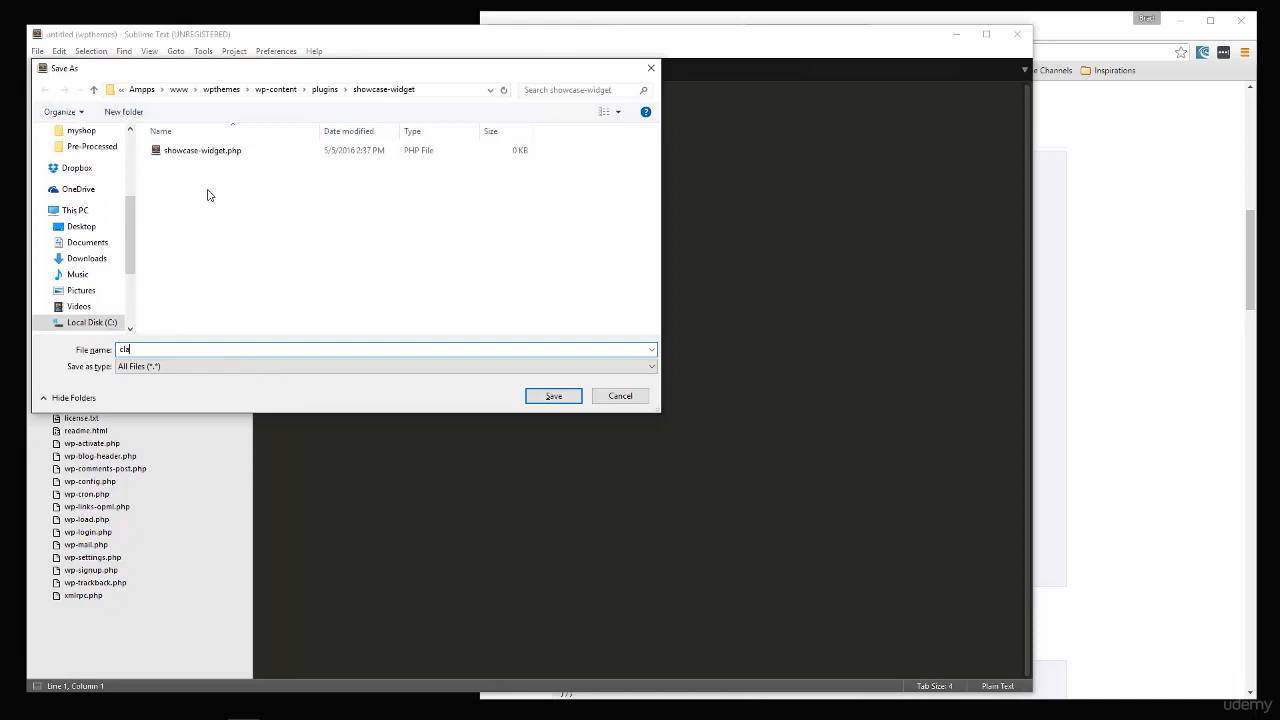 Bred
untitled (wpthemes) - Sublime Text (UNREGISTERED)
File Edit Selection Find View Goto Tools Project Preferences Help
Save As
« Ampps › www › wpthemes › wp-content › plugins › showcase-widget
Search showcase-widget
e Channels
Inspirations
Organize
New folder
Name
Date modified
Type
Size
myshop
Pre-Processed
Dropbox
OneDrive
This PC
Desktop
Documents
Downloads
Music
Pictures
Videos
Local Disk (C:)
showcase-widget.php
5/5/2016 2:37 PM
PHP File
0 KB
File name: cla
Save as type: All Files (*.*)
Hide Folders
Save
Cancel
license.txt
readme.html
wp-activate.php
wp-blog-header.php
wp-comments-post.php
wp-config.php
wp-cron.php
wp-links-opml.php
wp-load.php
wp-login.php
wp-mail.php
wp-settings.php
wp-signup.php
wp-trackback.php
xmlrpc.php
Line 1, Column 1
Tab Size: 4
Plain Text
udemy